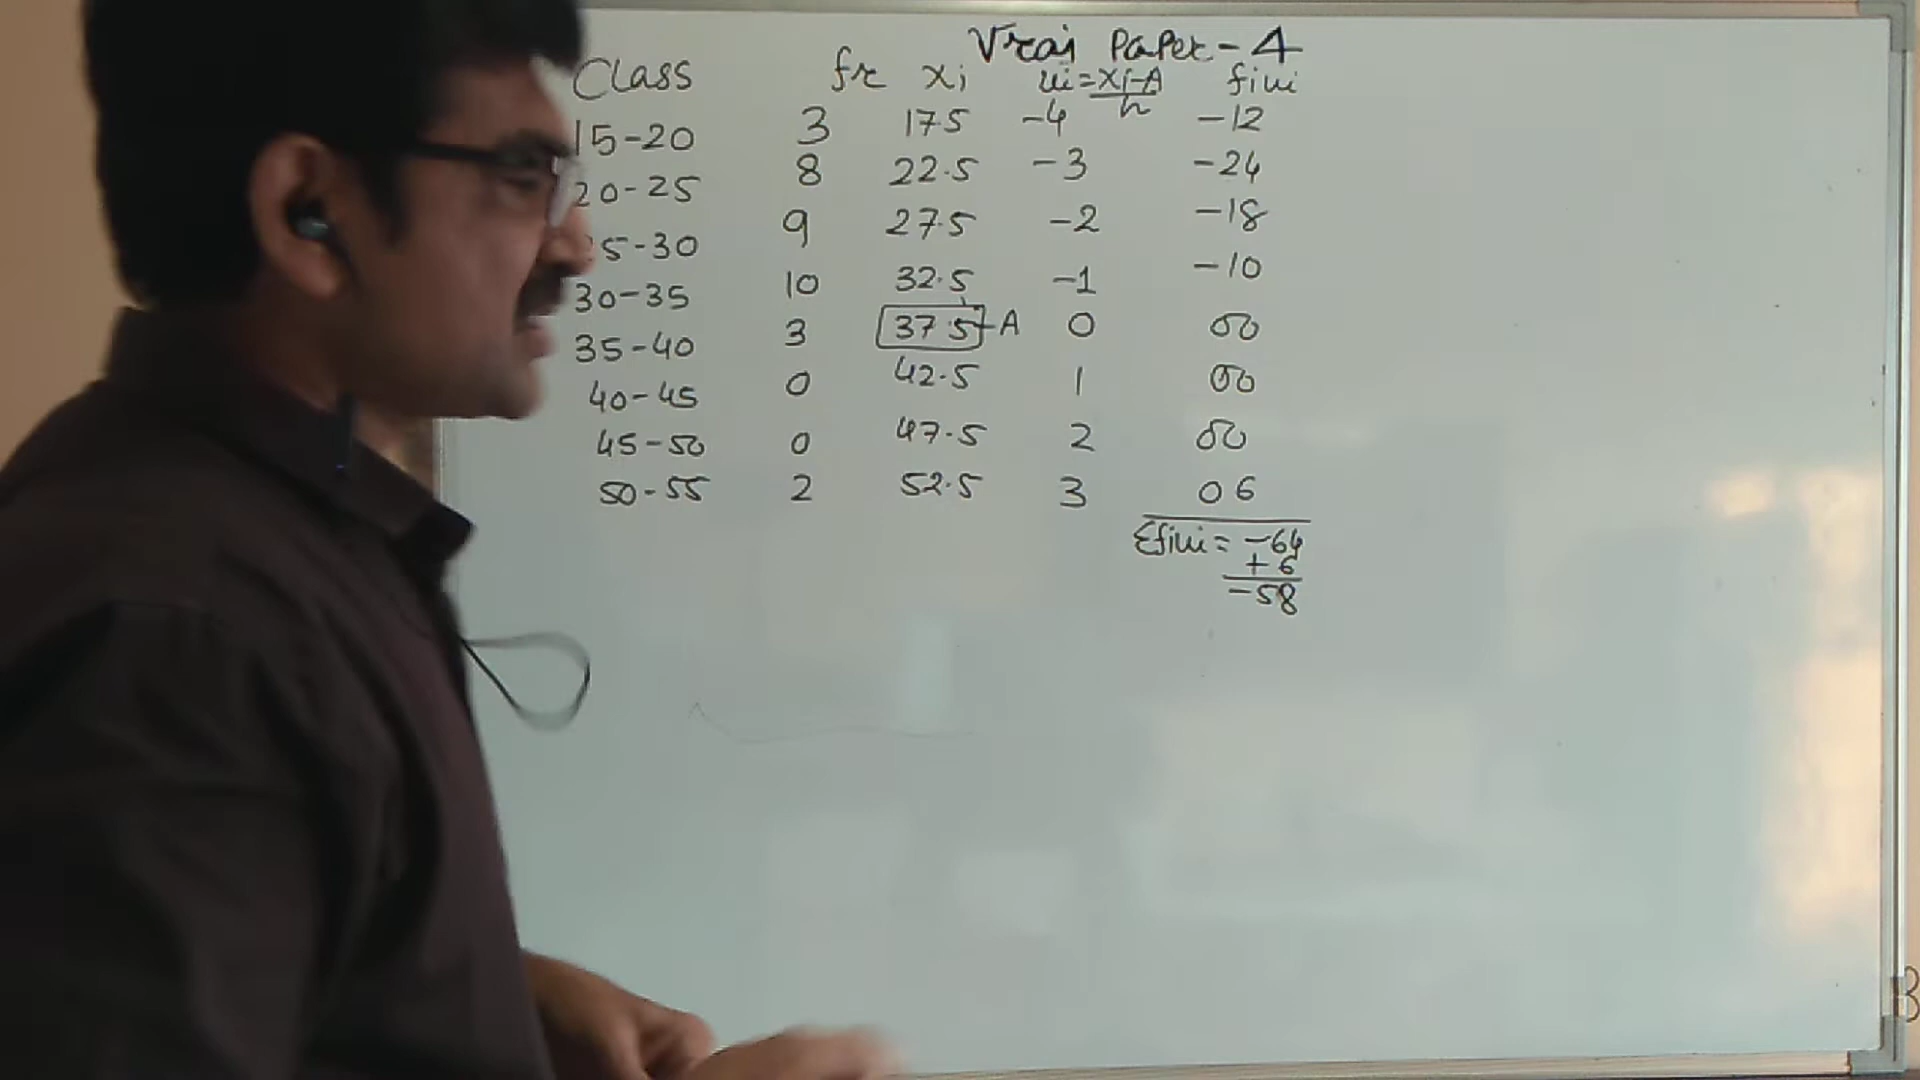 Vraj Paper-4
Class fr xi ui=xi-A/h fiui
15-20 3 17.5 -4 -12
20-25 8 22.5 -3 -24
5-30 9 27.5 -2 -18
30-35 10 32.5 -1 -10
35-40 3 37.5-A 0 00
40-45 0 42.5 1 00
45-50 0 47.5 2 00
50-55 2 52.5 3 06
Σfiui= -64
+6
-58